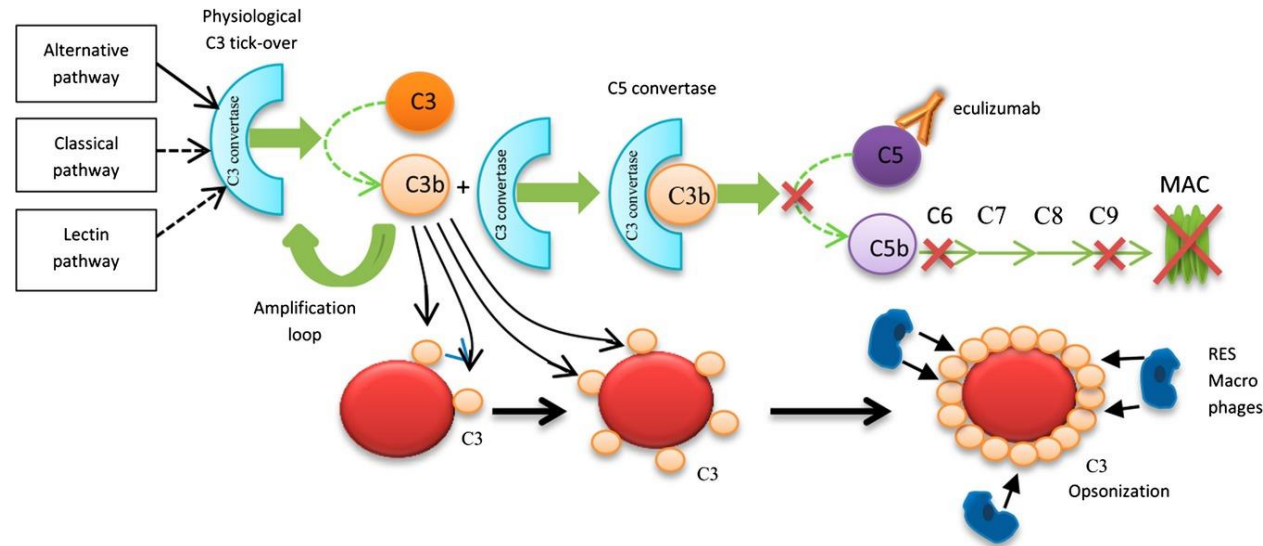 Physiological
C3 tick-over
Alternative
pathway
Classical
pathway
Lectin
pathway
C3 convertase
C3
C3b
+
C3 convertase
C5 convertase
C3 convertase
C3b
eculizumab
C5
C5b
C6
C7
C8
C9
MAC
Amplification
loop
C3
C3
C3
Opsonization
RES
Macro
phages